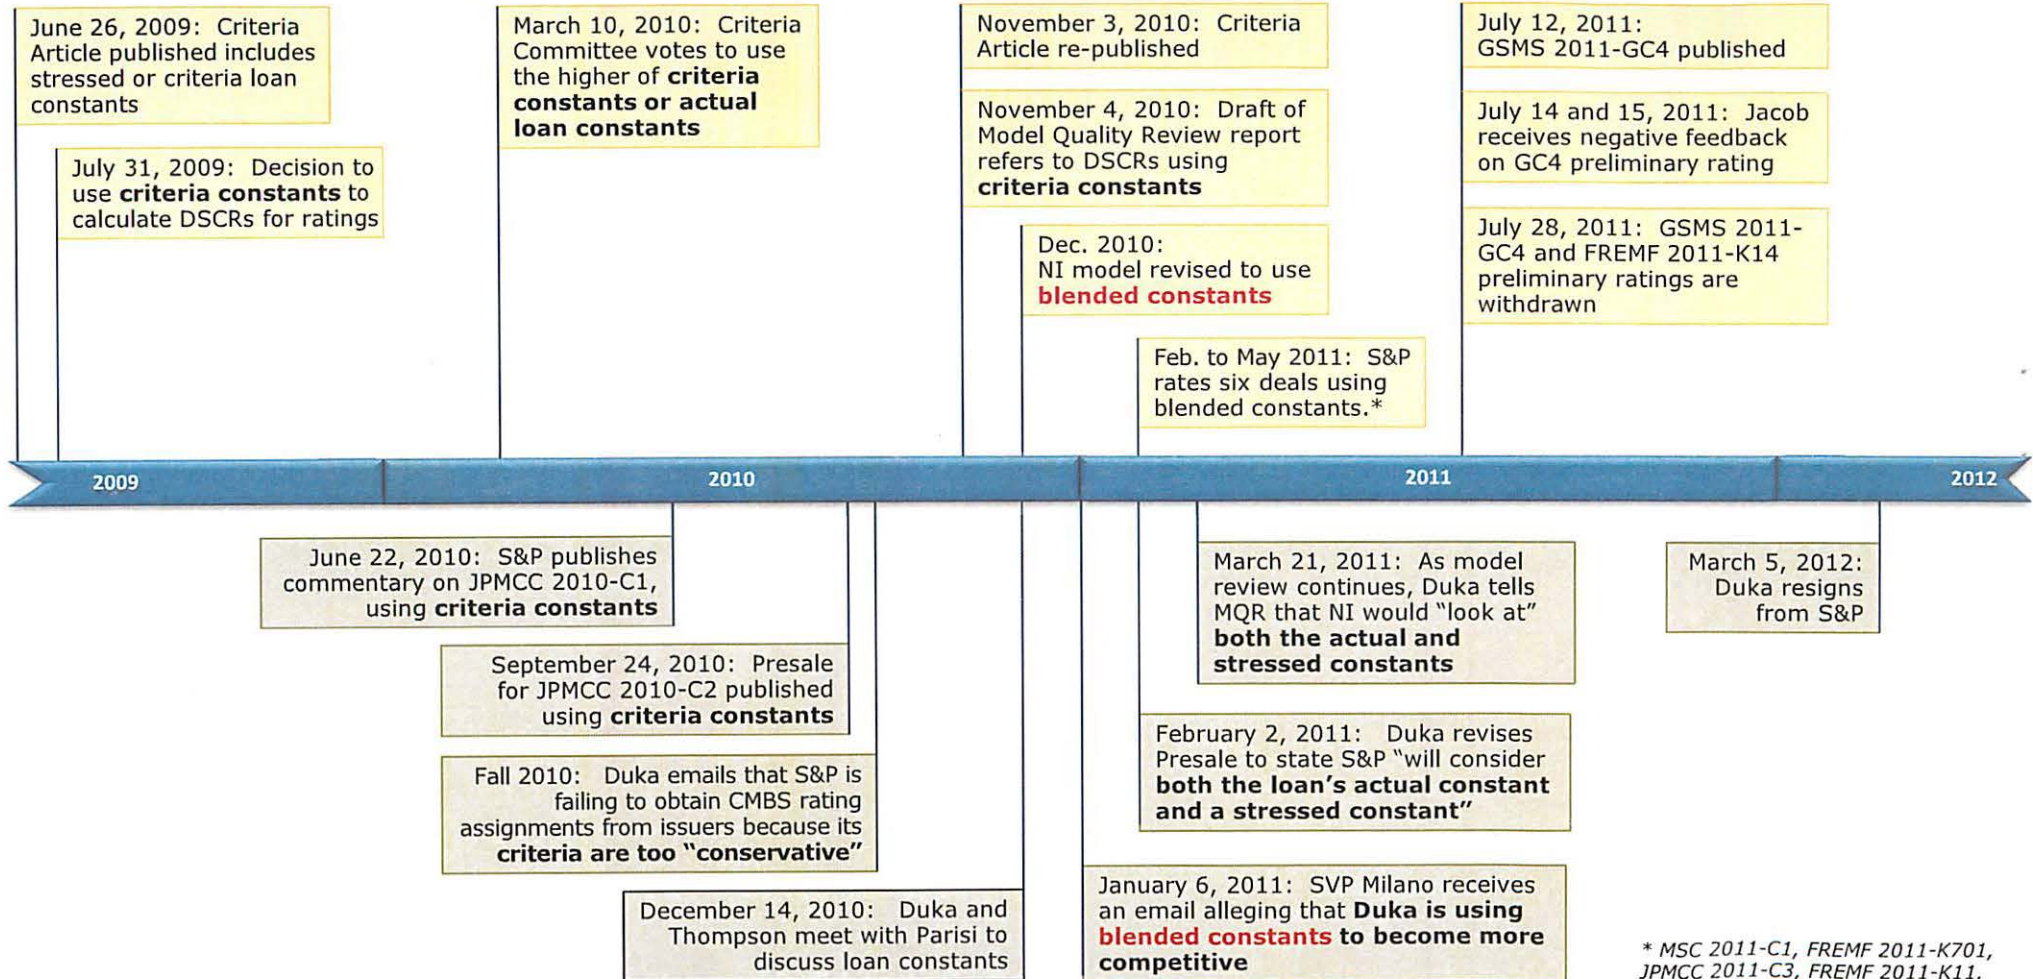 June 26, 2009: Criteria
Article published includes
stressed or criteria loan
constants
July 31, 2009: Decision to
use criteria constants to
calculate DSCRs for ratings
March 10, 2010: Criteria
Committee votes to use
the higher of criteria
constants or actual
loan constants
November 3, 2010: Criteria
Article re-published
November 4, 2010: Draft of
Model Quality Review report
refers to DSCRs using
criteria constants
Dec. 2010:
NI model revised to use
blended constants
Feb. to May 2011: S&P
rates six deals using
blended constants.*
July 12, 2011:
GSMS 2011-GC4 published
July 14 and 15, 2011: Jacob
receives negative feedback
on GC4 preliminary rating
July 28, 2011: GSMS 2011-
GC4 and FREMF 2011-K14
preliminary ratings are
withdrawn
2009
2010
2011
2012
June 22, 2010: S&P publishes
commentary on JPMCC 2010-C1,
using criteria constants
September 24, 2010: Presale
for JPMCC 2010-C2 published
using criteria constants
Fall 2010: Duka emails that S&P is
failing to obtain CMBS rating
assignments from issuers because its
criteria are too "conservative"
December 14, 2010: Duka and
Thompson meet with Parisi to
discuss loan constants
March 21, 2011: As model
review continues, Duka tells
MQR that NI would "look at"
both the actual and
stressed constants
February 2, 2011: Duka revises
Presale to state S&P "will consider
both the loan's actual constant
and a stressed constant"
January 6, 2011: SVP Milano receives
an email alleging that Duka is using
blended constants to become more
competitive
March 5, 2012:
Duka resigns
from S&P
* MSC 2011-C1, FREMF 2011-K701,
JPMCC 2011-C3, FREMF 2011-K11,